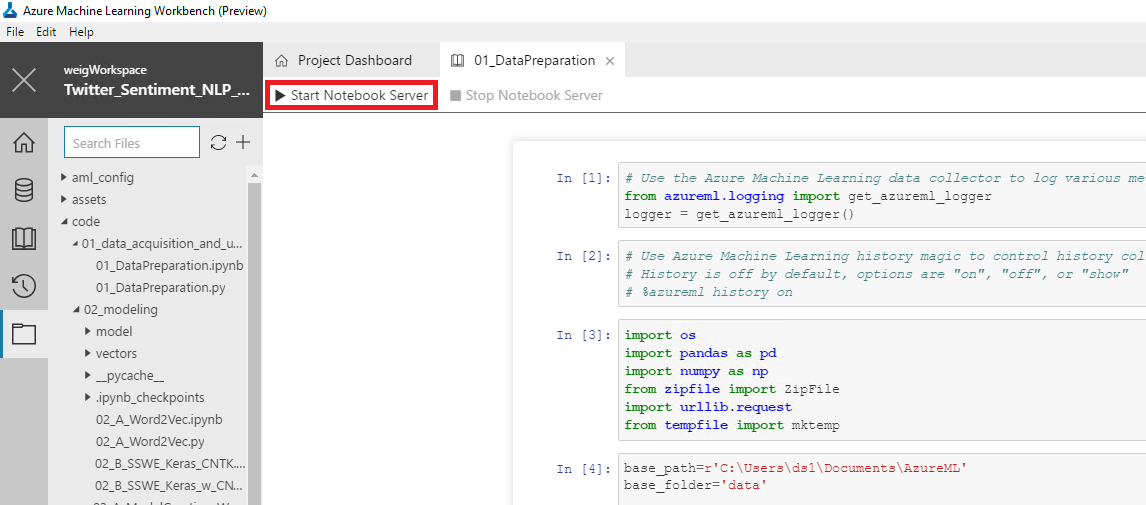 Azure Machine Learning Workbench (Preview)
File Edit Help
weigWorkspace
Twitter_Sentiment_NLP_...
Project Dashboard
01_DataPreparation
Start Notebook Server
Stop Notebook Server
Search Files
aml_config
assets
code
01_data_acquisition_and_u...
01_DataPreparation.ipynb
01_DataPreparation.py
02_modeling
model
vectors
__pycache__
.ipynb_checkpoints
02_A_Word2Vec.ipynb
02_A_Word2Vec.py
02_B_SSWE_Keras_CNTK....
02_B_SSWE_Keras_w_CN...
In [1]:
# Use the Azure Machine Learning data collector to log various me
from azureml.logging import get_azureml_logger
logger = get_azureml_logger()
In [2]:
# Use Azure Machine Learning history magic to control history col
# History is off by default, options are "on", "off", or "show"
# %azureml history on
In [3]:
import os
import pandas as pd
import numpy as np
from zipfile import ZipFile
import urllib.request
from tempfile import mktemp
In [4]:
base_path=r'C:\Users\ds1\Documents\AzureML'
base_folder='data'